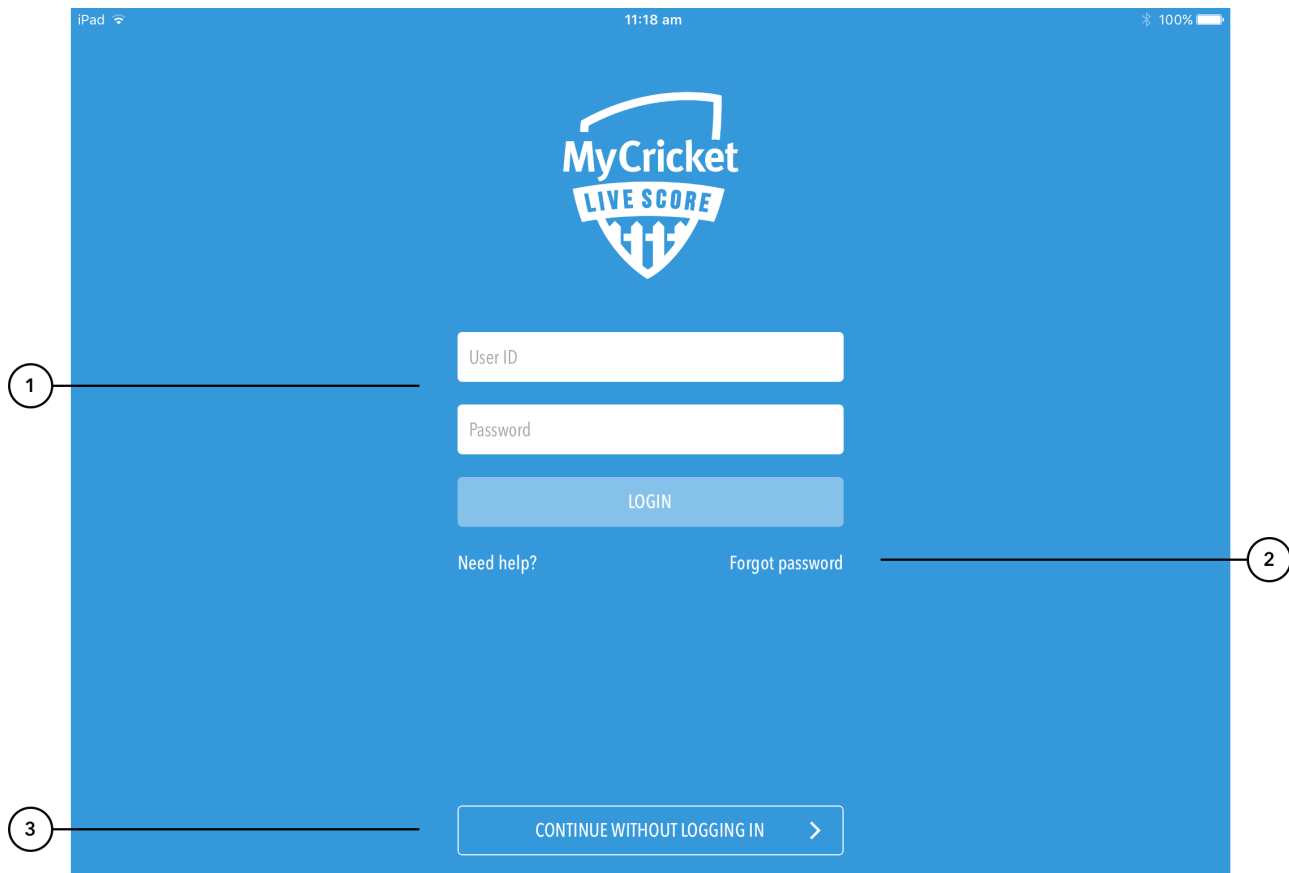 iPad 11:18 am 100%
MyCricket
LIVE SCORE
User ID
1
Password
LOGIN
Need help? Forgot password
2
3
CONTINUE WITHOUT LOGGING IN